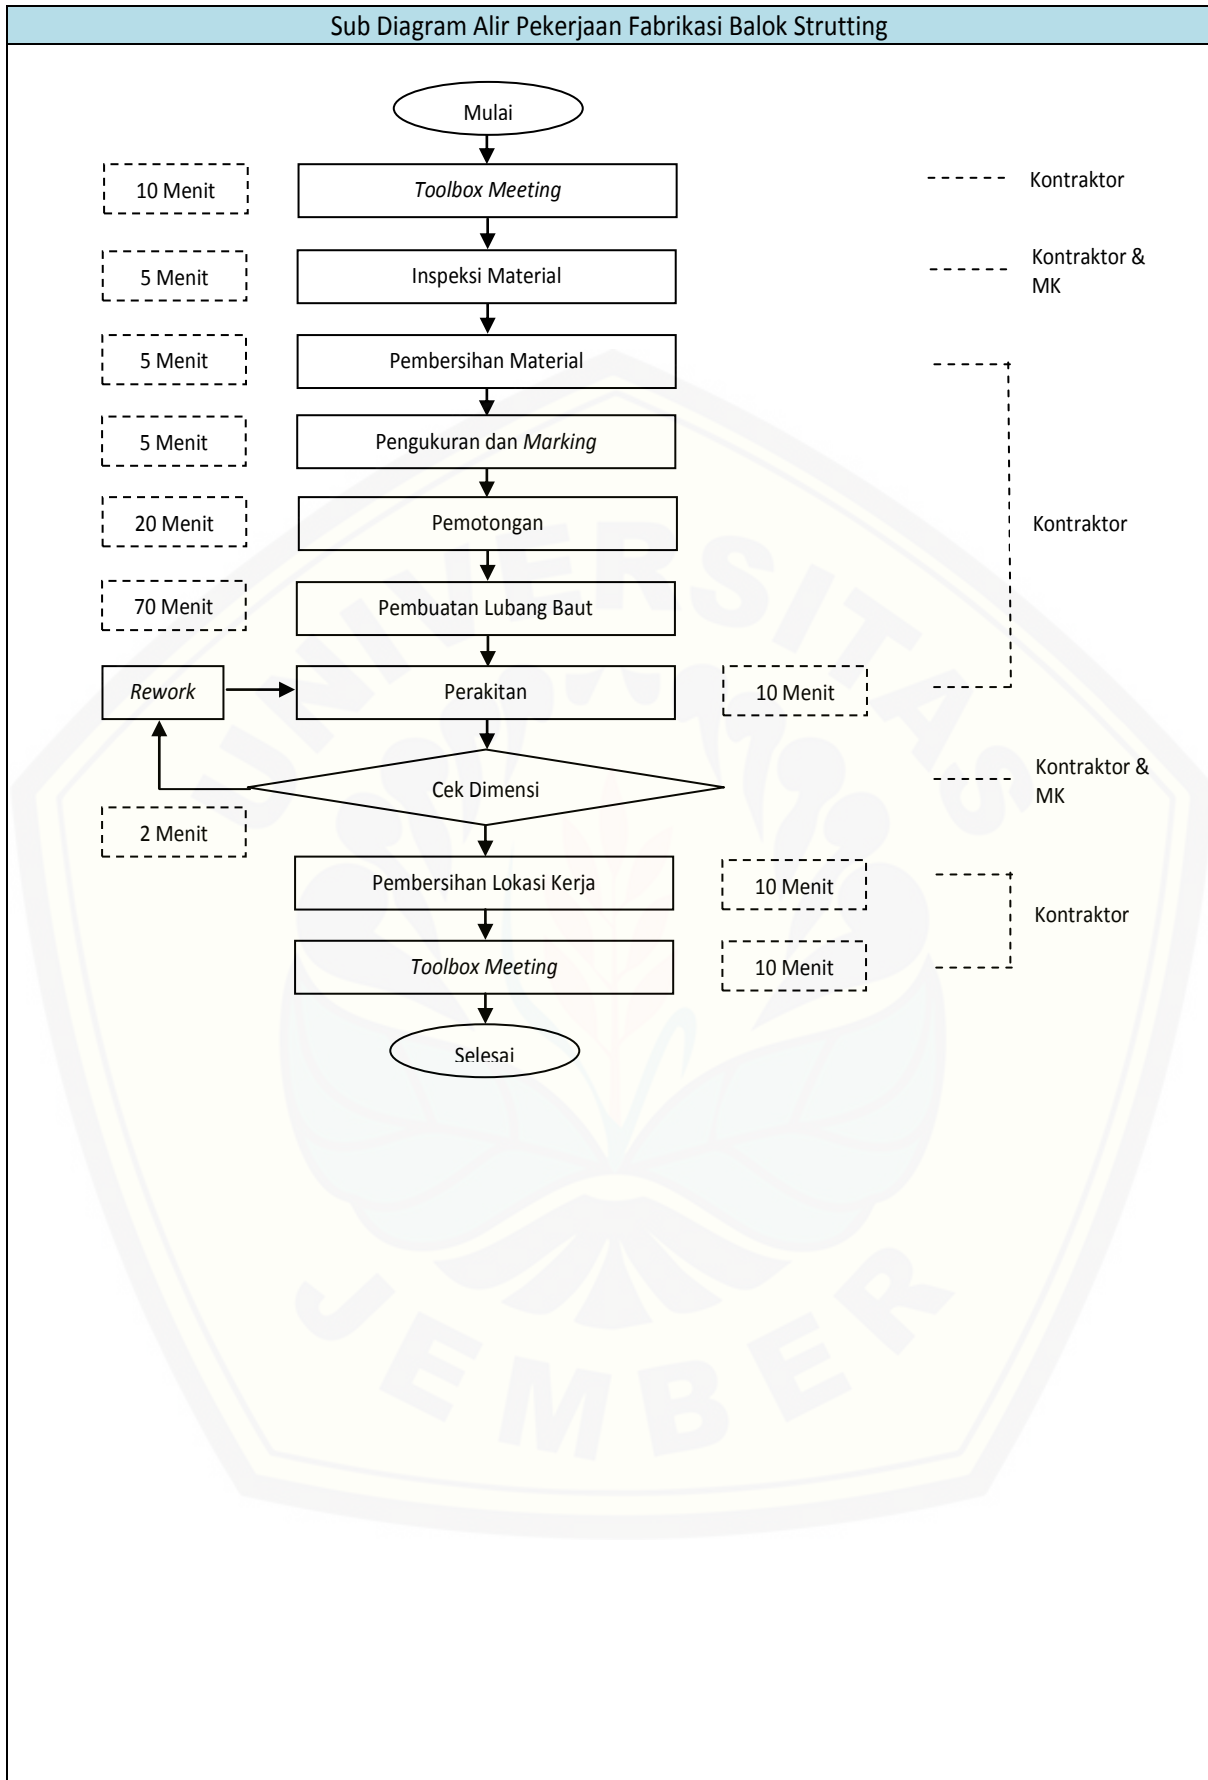 Sub Diagram Alir Pekerjaan Fabrikasi Balok Strutting
Mulai
10 Menit
Toolbox Meeting
Kontraktor
5 Menit
Inspeksi Material
Kontraktor &
MK
5 Menit
Pembersihan Material
5 Menit
Pengukuran dan Marking
20 Menit
Pemotongan
Kontraktor
70 Menit
Pembuatan Lubang Baut
Rework
Perakitan
10 Menit
Cek Dimensi
Kontraktor &
MK
2 Menit
Pembersihan Lokasi Kerja
10 Menit
Kontraktor
Toolbox Meeting
10 Menit
Selesai
UNIVERSITAS
JEMBER